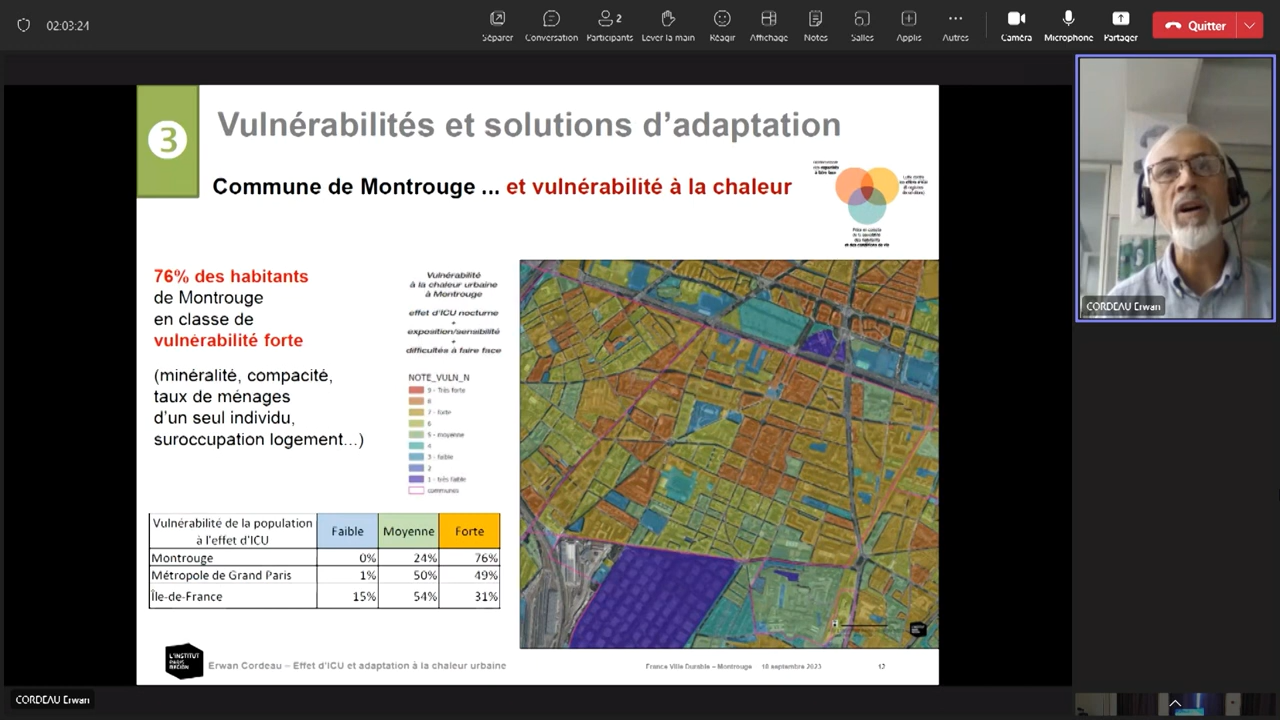 02:03:24
Séparer
Conversation
2
Participants
Lever la main
Réagir
Affichage
Notes
Salles
Applis
Autres
Caméra
Microphone
Partager
Quitter
3
Vulnérabilités et solutions d'adaptation
Commune de Montrouge ... et vulnérabilité à la chaleur
76% des habitants
de Montrouge
en classe de
vulnérabilité forte
(minéralité, compacité,
taux de ménages
d'un seul individu,
suroccupation logement...)
Vulnérabilité
à la chaleur urbaine
à Montrouge
effet d'ICU nocturne
+
exposition/sensibilité
+
difficultés à faire face
NOTE_VULN_N
9 - Très forte
8
7 - forte
6
5 - moyenne
4
3 - faible
2
1 - très faible
communes
Vulnérabilité de la population
à l'effet d'ICU
Faible
Moyenne
Forte
Montrouge 0% 24% 76%
Métropole de Grand Paris 1% 50% 49%
Île-de-France 15% 54% 31%
L'INSTITUT
PARIS
REGION
Erwan Cordeau – Effet d'ICU et adaptation à la chaleur urbaine
France Ville Durable – Montrouge 18 septembre 2023
12
CORDEAU Erwan
CORDEAU Erwan